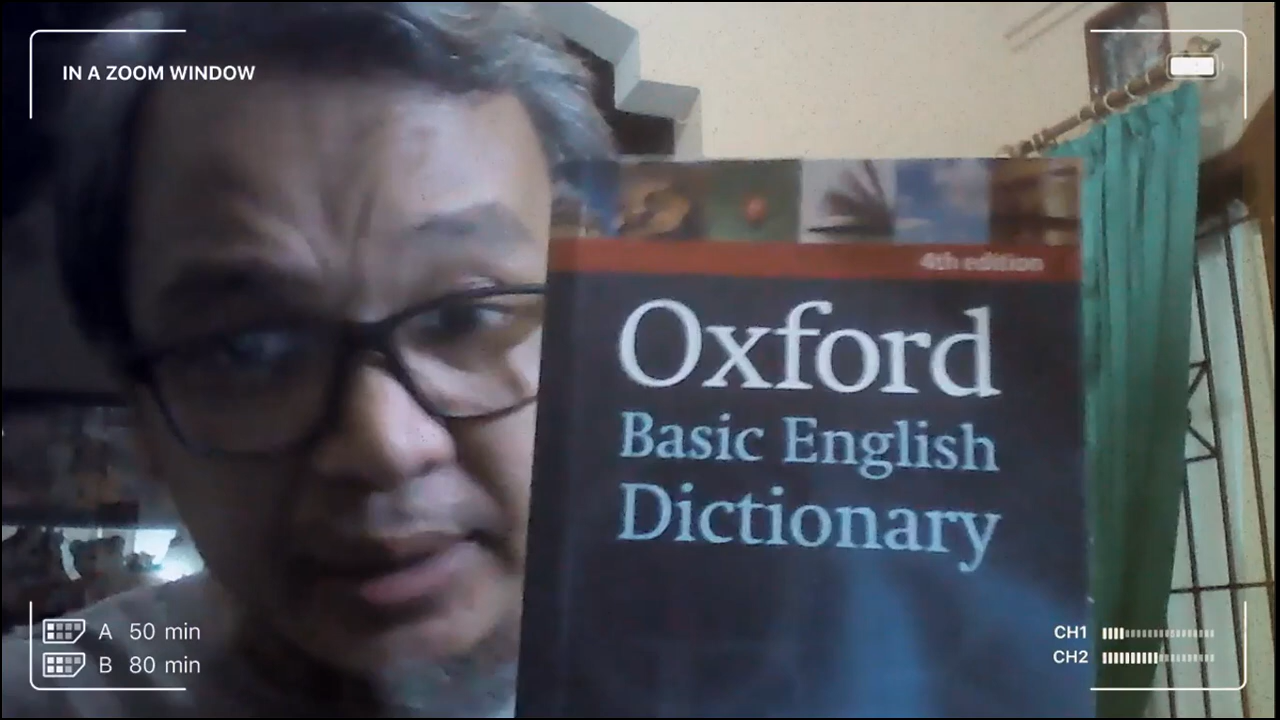 IN A ZOOM WINDOW
4th edition
Oxford
Basic English
Dictionary
A 50 min
B 80 min
CH1
CH2